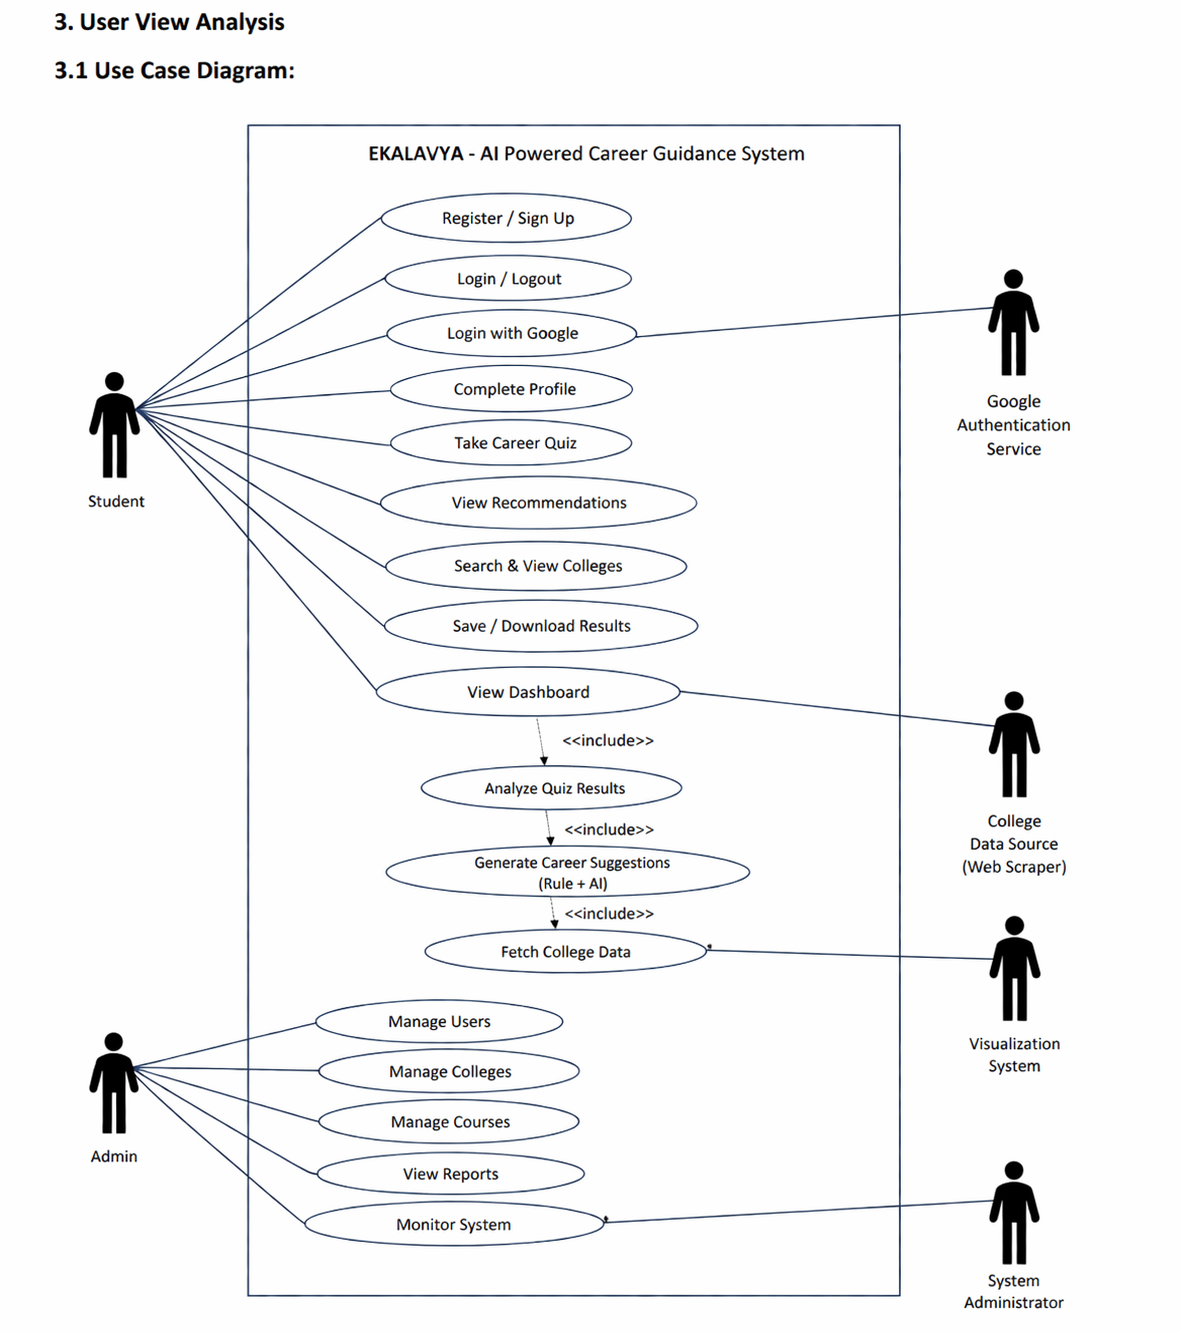 3. User View Analysis
3.1 Use Case Diagram:
EKALAVYA - AI Powered Career Guidance System
Register / Sign Up
Login / Logout
Login with Google
Complete Profile
Take Career Quiz
View Recommendations
Search & View Colleges
Save / Download Results
View Dashboard
<<include>>
Analyze Quiz Results
<<include>>
Generate Career Suggestions
(Rule + AI)
<<include>>
Fetch College Data
Manage Users
Manage Colleges
Manage Courses
View Reports
Monitor System
Student
Admin
Google
Authentication
Service
College
Data Source
(Web Scraper)
Visualization
System
System
Administrator